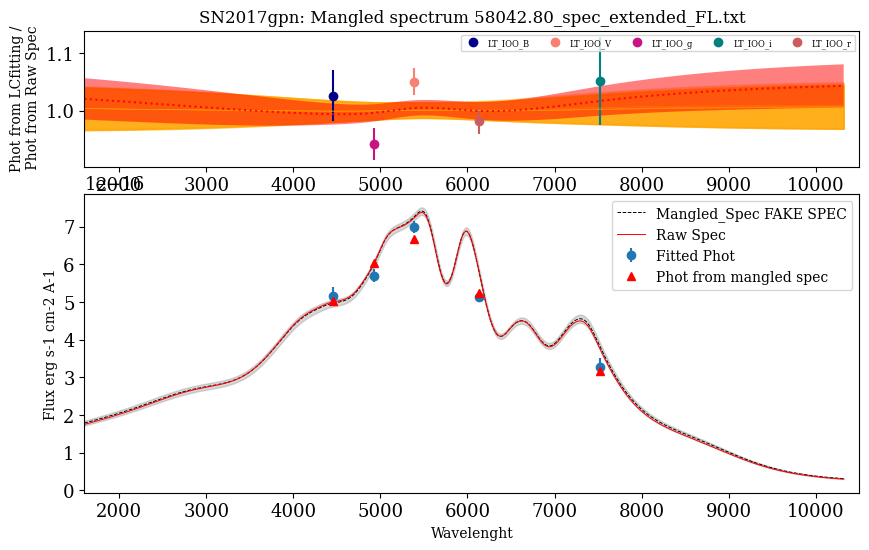 SN2017gpn: Mangled spectrum 58042.80_spec_extended_FL.txt
Phot from LCfitting /
Phot from Raw Spec
1.1
1.0
LT_IOO_B
LT_IOO_V
LT_IOO_g
LT_IOO_i
LT_IOO_r
2000 3000 4000 5000 6000 7000 8000 9000 10000
1e−16
Flux erg s-1 cm-2 A-1
7
6
5
4
3
2
1
0
Mangled_Spec FAKE SPEC
Raw Spec
Fitted Phot
Phot from mangled spec
2000 3000 4000 5000 6000 7000 8000 9000 10000
Wavelenght